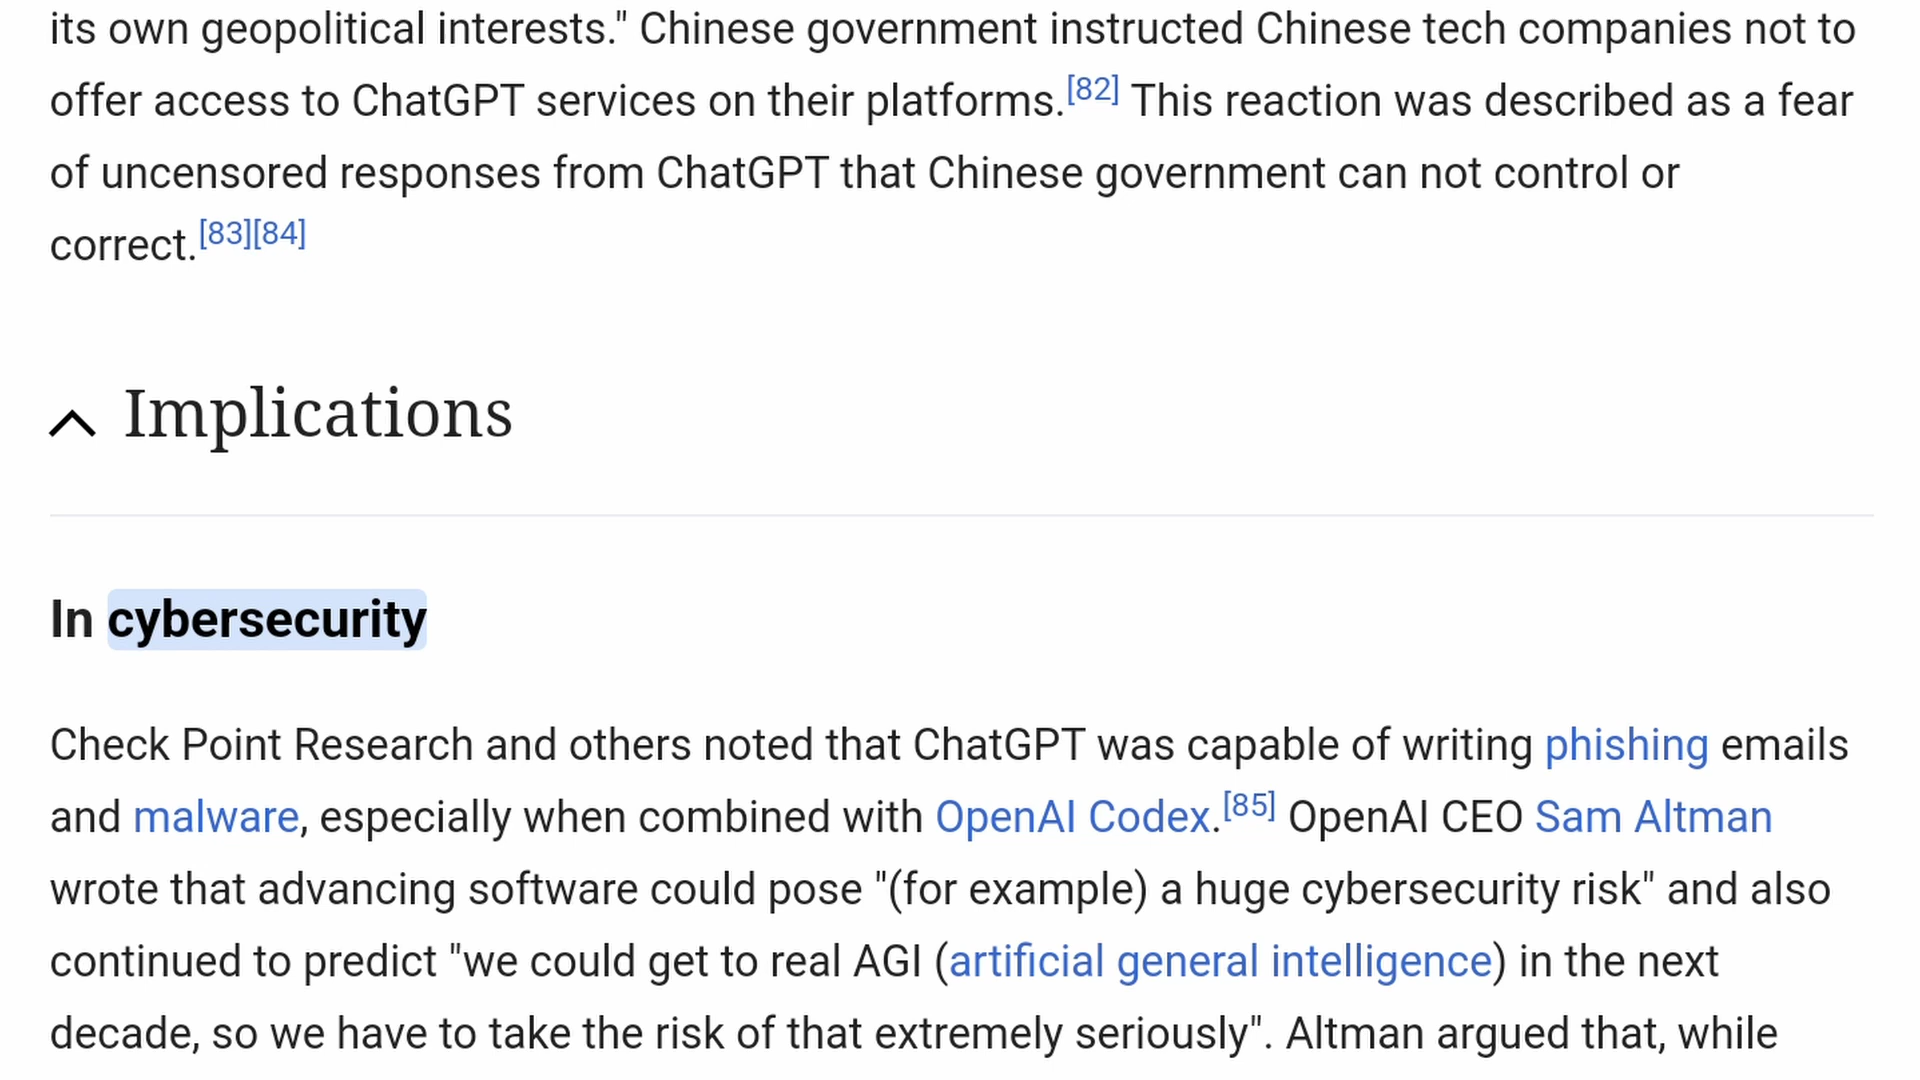 its own geopolitical interests." Chinese government instructed Chinese tech companies not to
offer access to ChatGPT services on their platforms.[82] This reaction was described as a fear
of uncensored responses from ChatGPT that Chinese government can not control or
correct.[83][84]
Implications
In cybersecurity
Check Point Research and others noted that ChatGPT was capable of writing phishing emails
and malware, especially when combined with OpenAI Codex.[85] OpenAI CEO Sam Altman
wrote that advancing software could pose "(for example) a huge cybersecurity risk" and also
continued to predict "we could get to real AGI (artificial general intelligence) in the next
decade, so we have to take the risk of that extremely seriously". Altman argued that, while